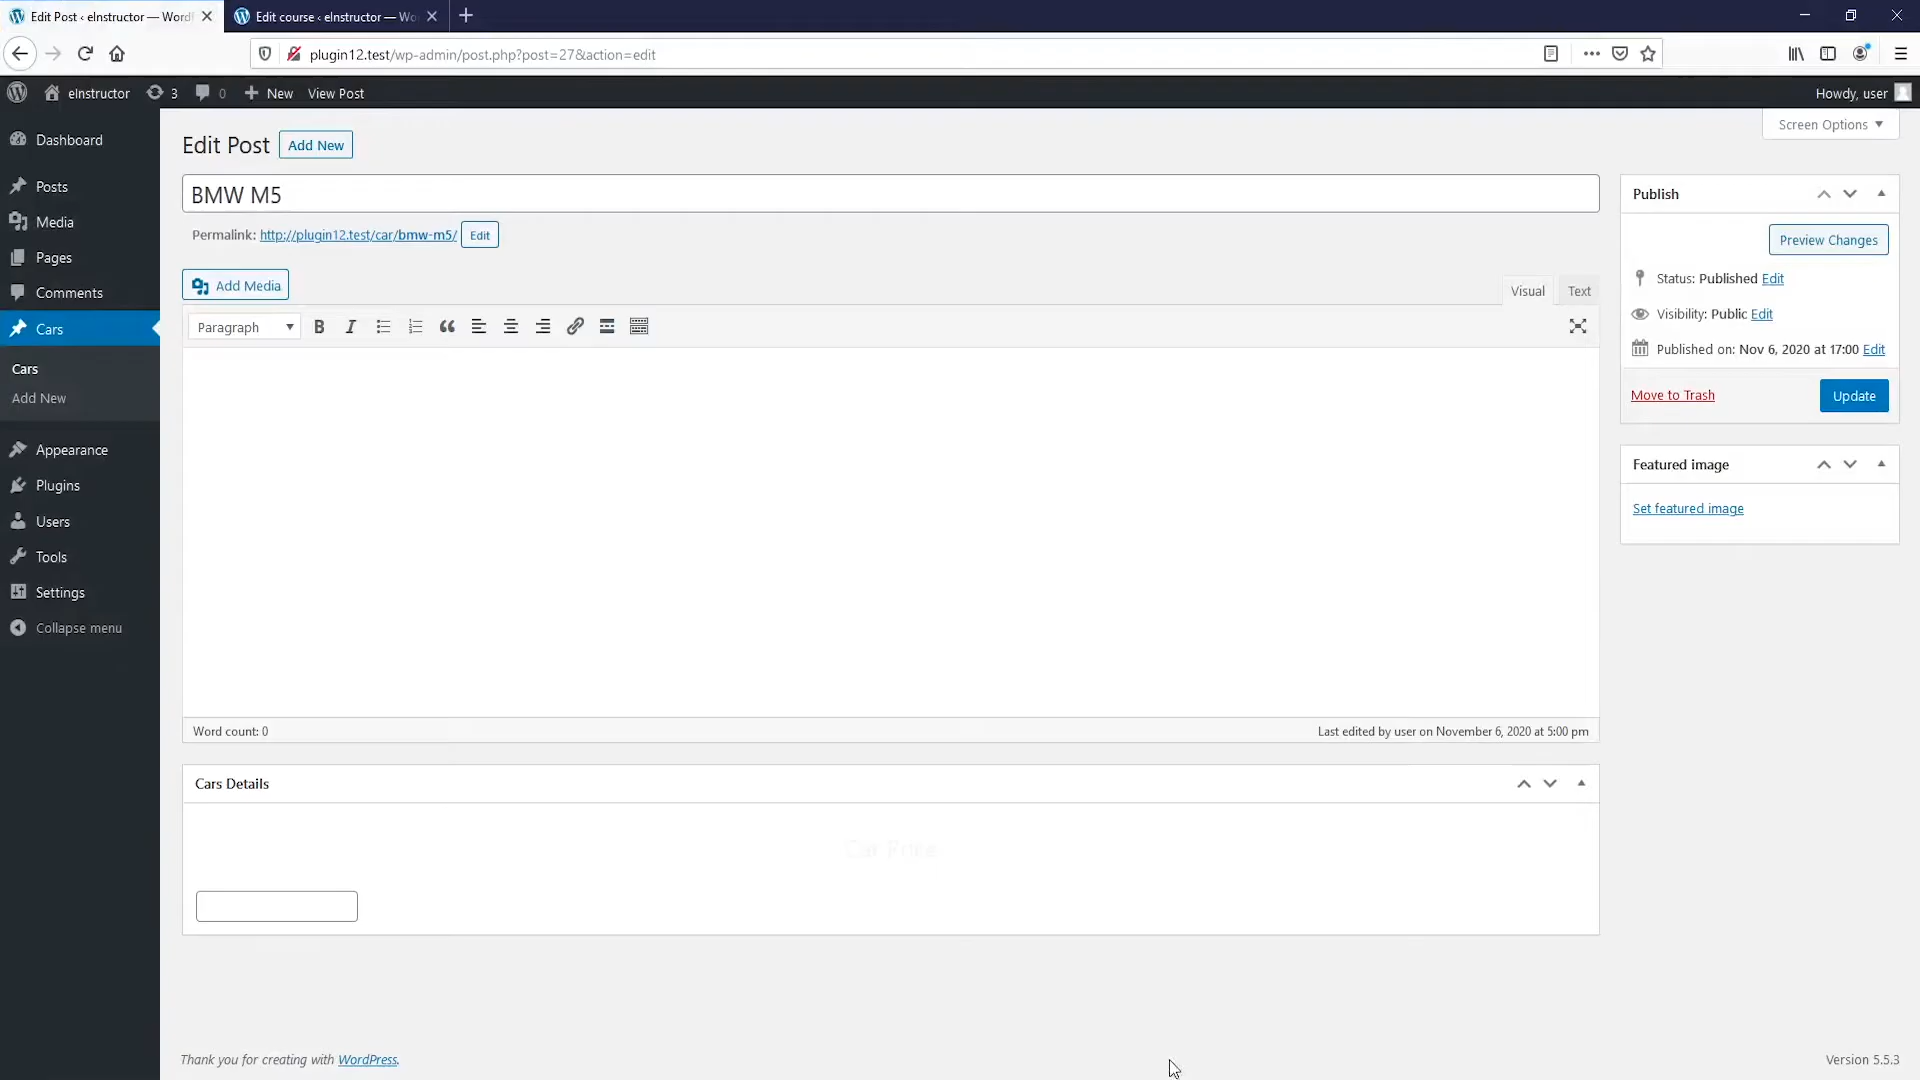 Edit Post ‹ eInstructor — WordP
Edit course ‹ eInstructor — Wo
plugin12.test/wp-admin/post.php?post=27&action=edit
eInstructor
3
0
New
View Post
Howdy, user
Screen Options
Dashboard
Posts
Media
Pages
Comments
Cars
Cars
Add New
Appearance
Plugins
Users
Tools
Settings
Collapse menu
Edit Post
Add New
BMW M5
Permalink: http://plugin12.test/car/bmw-m5/ Edit
Add Media
Visual
Text
Paragraph
B
I
Word count: 0
Last edited by user on November 6, 2020 at 5:00 pm
Cars Details
Car Price
Publish
Preview Changes
Status: Published Edit
Visibility: Public Edit
Published on: Nov 6, 2020 at 17:00 Edit
Move to Trash
Update
Featured image
Set featured image
Thank you for creating with WordPress.
Version 5.5.3